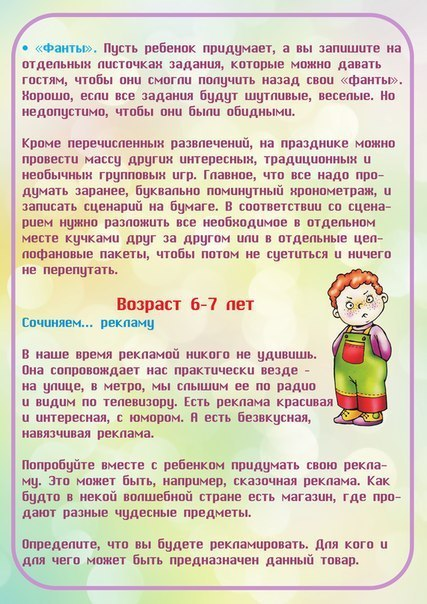 • «Фанты». Пусть ребенок придумает, а вы запишите на
отдельных листочках задания, которые можно давать
гостям, чтобы они смогли получить назад свои «фанты».
Хорошо, если все задания будут шутливые, веселые. Но
недопустимо, чтобы они были обидными.
Кроме перечисленных развлечений, на празднике можно
провести массу других интересных, традиционных и
необычных групповых игр. Главное, что все надо про-
думать заранее, буквально поминутный хронометраж, и
записать сценарий на бумаге. В соответствии со сцена-
рием нужно разложить все необходимое в отдельном
месте кучками друг за другом или в отдельные цел-
лофановые пакеты, чтобы потом не суетиться и ничего
не перепутать.
Возраст 6-7 лет
Сочиняем... рекламу
В наше время рекламой никого не удивишь.
Она сопровождает нас практически везде -
на улице, в метро, мы слышим ее по радио
и видим по телевизору. Есть реклама красивая
и интересная, с юмором. А есть безвкусная,
навязчивая реклама.
Попробуйте вместе с ребенком придумать свою рекла-
му. Это может быть, например, сказочная реклама. Как
будто в некой волшебной стране есть магазин, где про-
дают разные чудесные предметы.
Определите, что вы будете рекламировать. Для кого и
для чего может быть предназначен данный товар.